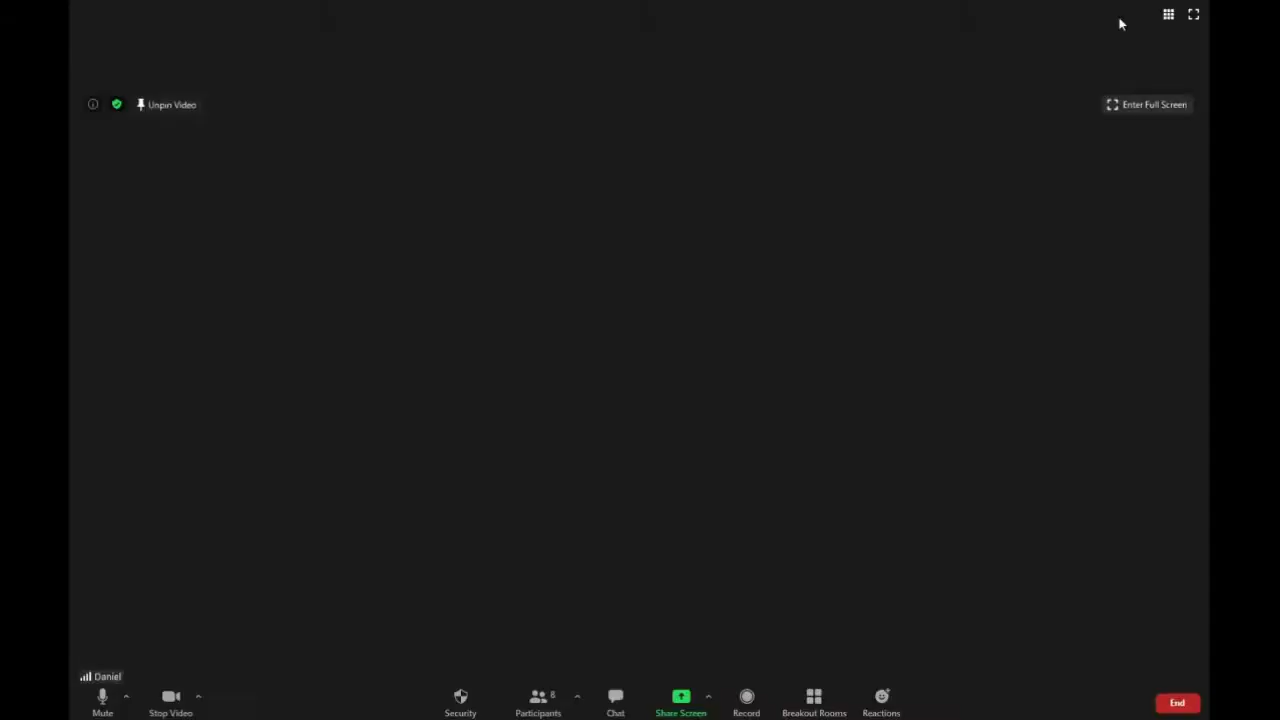 Unpin Video
Enter Full Screen
Daniel
Mute
Stop Video
Security
Participants
8
Chat
Share Screen
Record
Breakout Rooms
Reactions
End